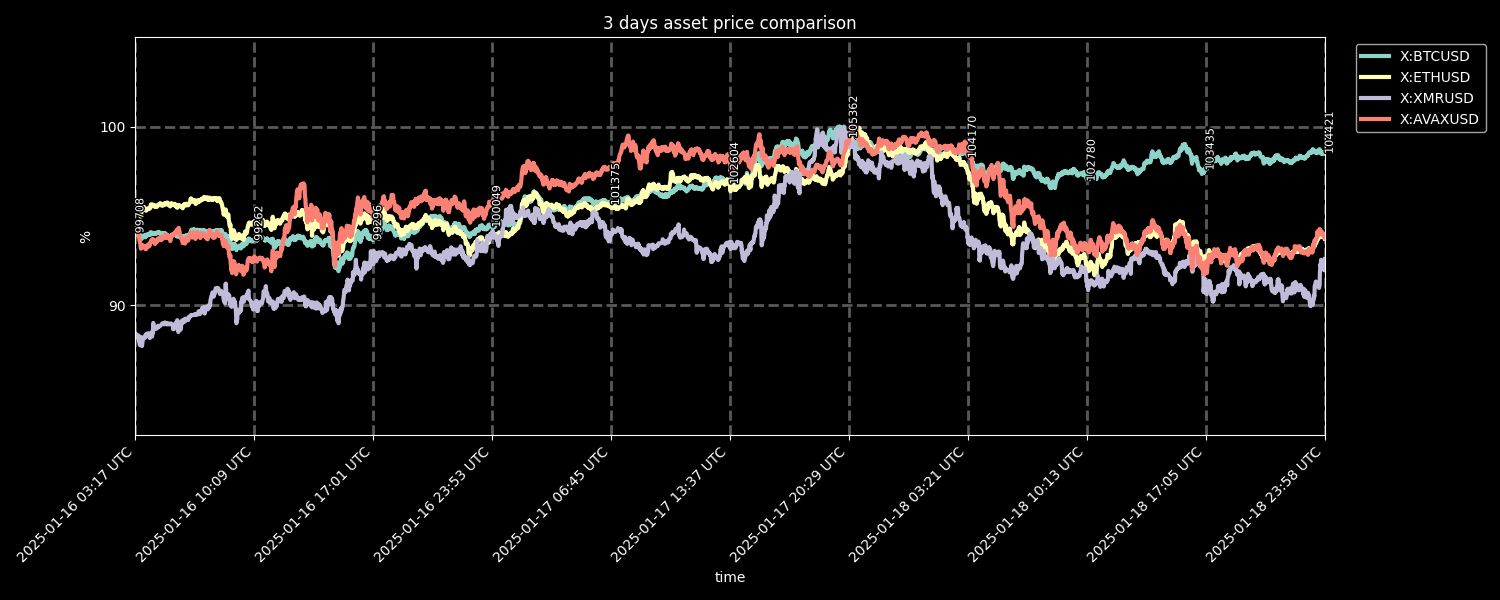 3 days asset price comparison
X:BTCUSD
X:ETHUSD
X:XMRUSD
X:AVAXUSD
100
90
%
99708
99262
99296
100049
101375
102604
105362
104170
102780
103435
104421
2025-01-16 03:17 UTC
2025-01-16 10:09 UTC
2025-01-16 17:01 UTC
2025-01-16 23:53 UTC
2025-01-17 06:45 UTC
2025-01-17 13:37 UTC
2025-01-17 20:29 UTC
2025-01-18 03:21 UTC
2025-01-18 10:13 UTC
2025-01-18 17:05 UTC
2025-01-18 23:58 UTC
time